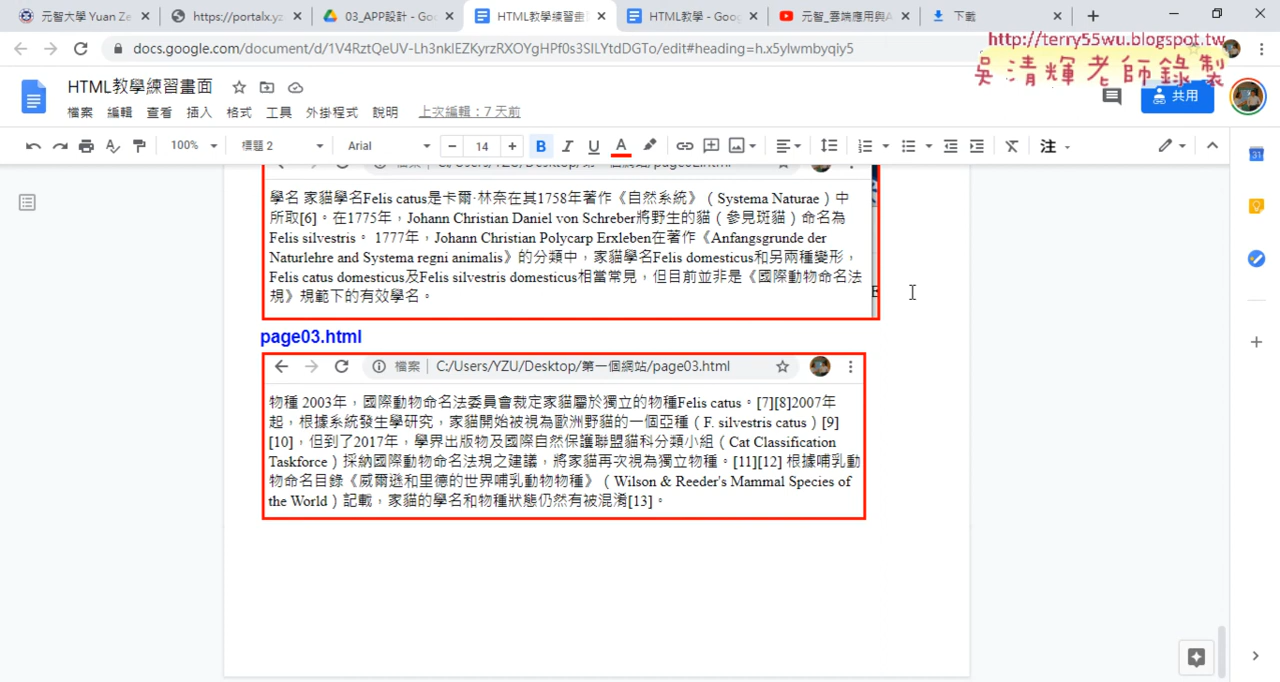 元智大學 Yuan Ze
https://portalx.yz
03_APP設計 - Goo
HTML教學練習畫
HTML教學 - Goog
元智_雲端應用與A
下載
docs.google.com/document/d/1V4RztQeUV-Lh3nklEZKyrzRXOYgHPf0s3SILYtdDGTo/edit#heading=h.x5ylwmbyqiy5
http://terry55wu.blogspot.tw
吳清輝老師錄製
HTML教學練習畫面
共用
檔案 編輯 查看 插入 格式 工具 外掛程式 說明 上次編輯：7 天前
100% 標題 2 Arial 14 B I U A 注
學名 家貓學名Felis catus是卡爾·林奈在其1758年著作《自然系統》（Systema Naturae）中
所取[6]。在1775年，Johann Christian Daniel von Schreber將野生的貓（參見斑貓）命名為
Felis silvestris。 1777年，Johann Christian Polycarp Erxleben在著作《Anfangsgrunde der
Naturlehre and Systema regni animalis》的分類中，家貓學名Felis domesticus和另兩種變形，
Felis catus domesticus及Felis silvestris domesticus相當常見，但目前並非是《國際動物命名法
規》規範下的有效學名。
page03.html
檔案 C:/Users/YZU/Desktop/第一個網站/page03.html
物種 2003年，國際動物命名法委員會裁定家貓屬於獨立的物種Felis catus。[7][8]2007年
起，根據系統發生學研究，家貓開始被視為歐洲野貓的一個亞種（F. silvestris catus）[9]
[10]，但到了2017年，學界出版物及國際自然保護聯盟貓科分類小組（Cat Classification
Taskforce）採納國際動物命名法規之建議，將家貓再次視為獨立物種。[11][12] 根據哺乳動
物命名目錄《威爾遜和里德的世界哺乳動物物種》（Wilson & Reeder's Mammal Species of
the World）記載，家貓的學名和物種狀態仍然有被混淆[13]。